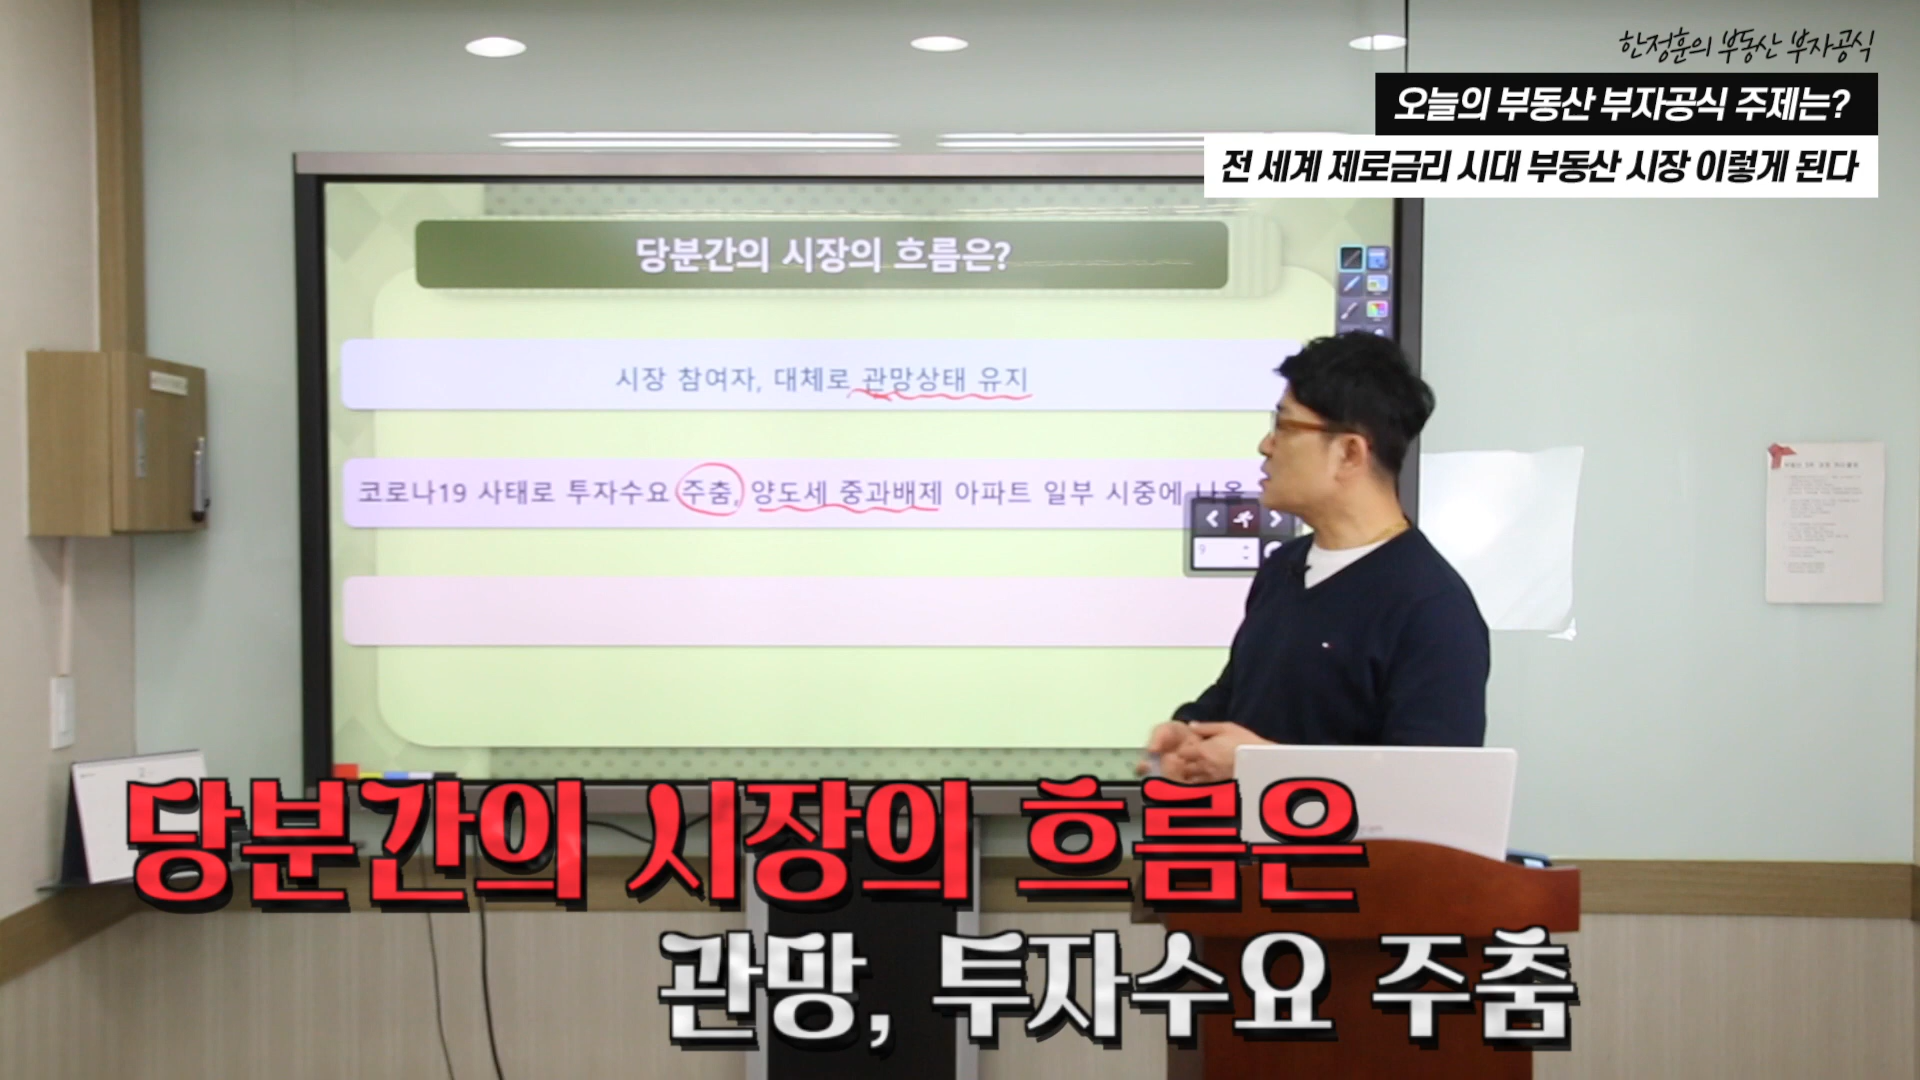 한정훈의 부동산 부자공식
오늘의 부동산 부자공식 주제는?
전 세계 제로금리 시대 부동산 시장 이렇게 된다
당분간의 시장의 흐름은?
시장 참여자, 대체로 관망상태 유지
코로나19 사태로 투자수요 주춤, 양도세 중과배제 아파트 일부 시중에 나올
9
당분간의 시장의 흐름은
관망, 투자수요 주춤